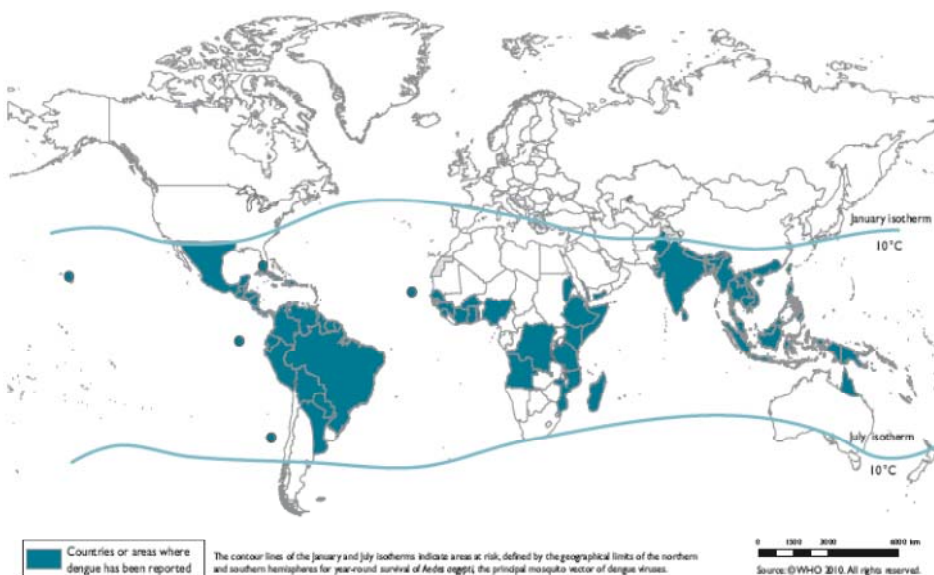 January isotherm
10°C
July isotherm
10°C
Countries or areas where
dengue has been reported
The contour lines of the January and July isotherms indicate areas at risk, defined by the geographical limits of the northern
and southern hemispheres for year-round survival of Aedes aegypti, the principal mosquito vector of dengue viruses.
0 1500 3000 6000 km
Source: © WHO 2010. All rights reserved.